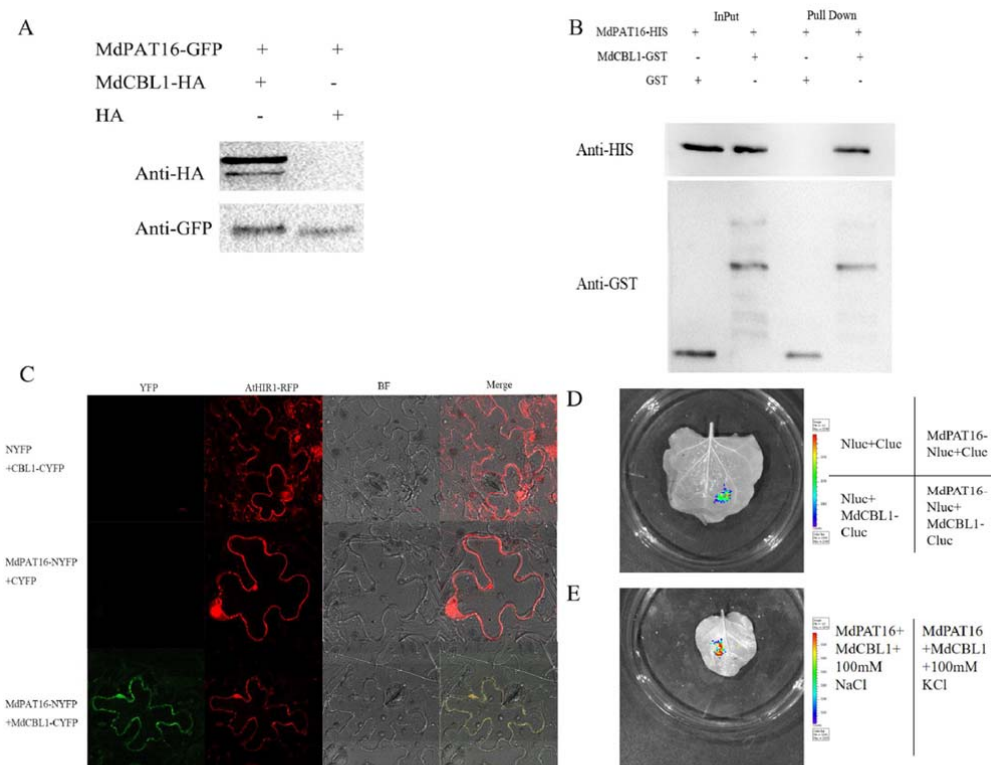 A
MdPAT16-GFP + +
MdCBL1-HA + -
HA - +
Anti-HA
Anti-GFP
B
InPut Pull Down
MdPAT16-HIS + + + +
MdCBL1-GST - + - +
GST + - + -
Anti-HIS
Anti-GST
C
YFP AtHIR1-RFP BF Merge
NYFP
+CBL1-CYFP
MdPAT16-NYFP
+CYFP
MdPAT16-NYFP
+MdCBL1-CYFP
D
Nluc+Cluc
MdPAT16-
Nluc+Cluc
Nluc+
MdCBL1-
Cluc
MdPAT16-
Nluc+
MdCBL1-
Cluc
E
MdPAT16+
MdCBL1+
100mM
NaCl
MdPAT16
+MdCBL1
+100mM
KCl